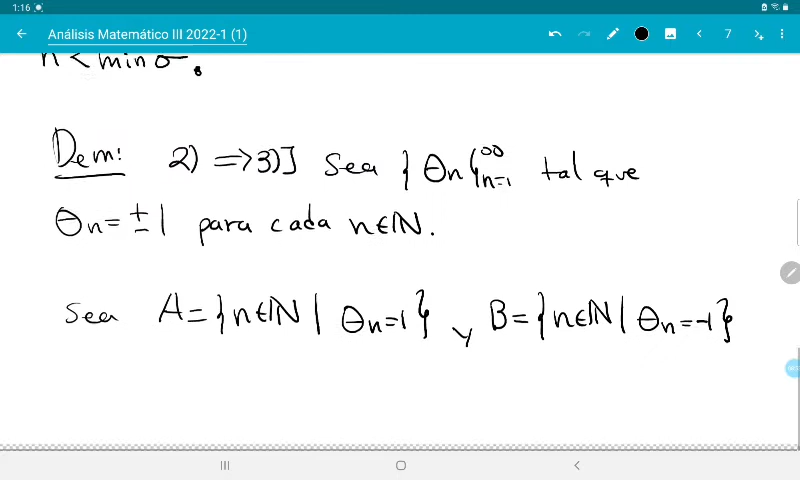 1:16
Análisis Matemático III 2022-1 (1)
7
n < min σ.
Dem: 2) => 3)] Sea {θn}_{n=1}^∞ tal que
θn = ±1 para cada n∈ℕ.
Sea A = {n∈ℕ | θn=1} y B = {n∈ℕ | θn=-1}